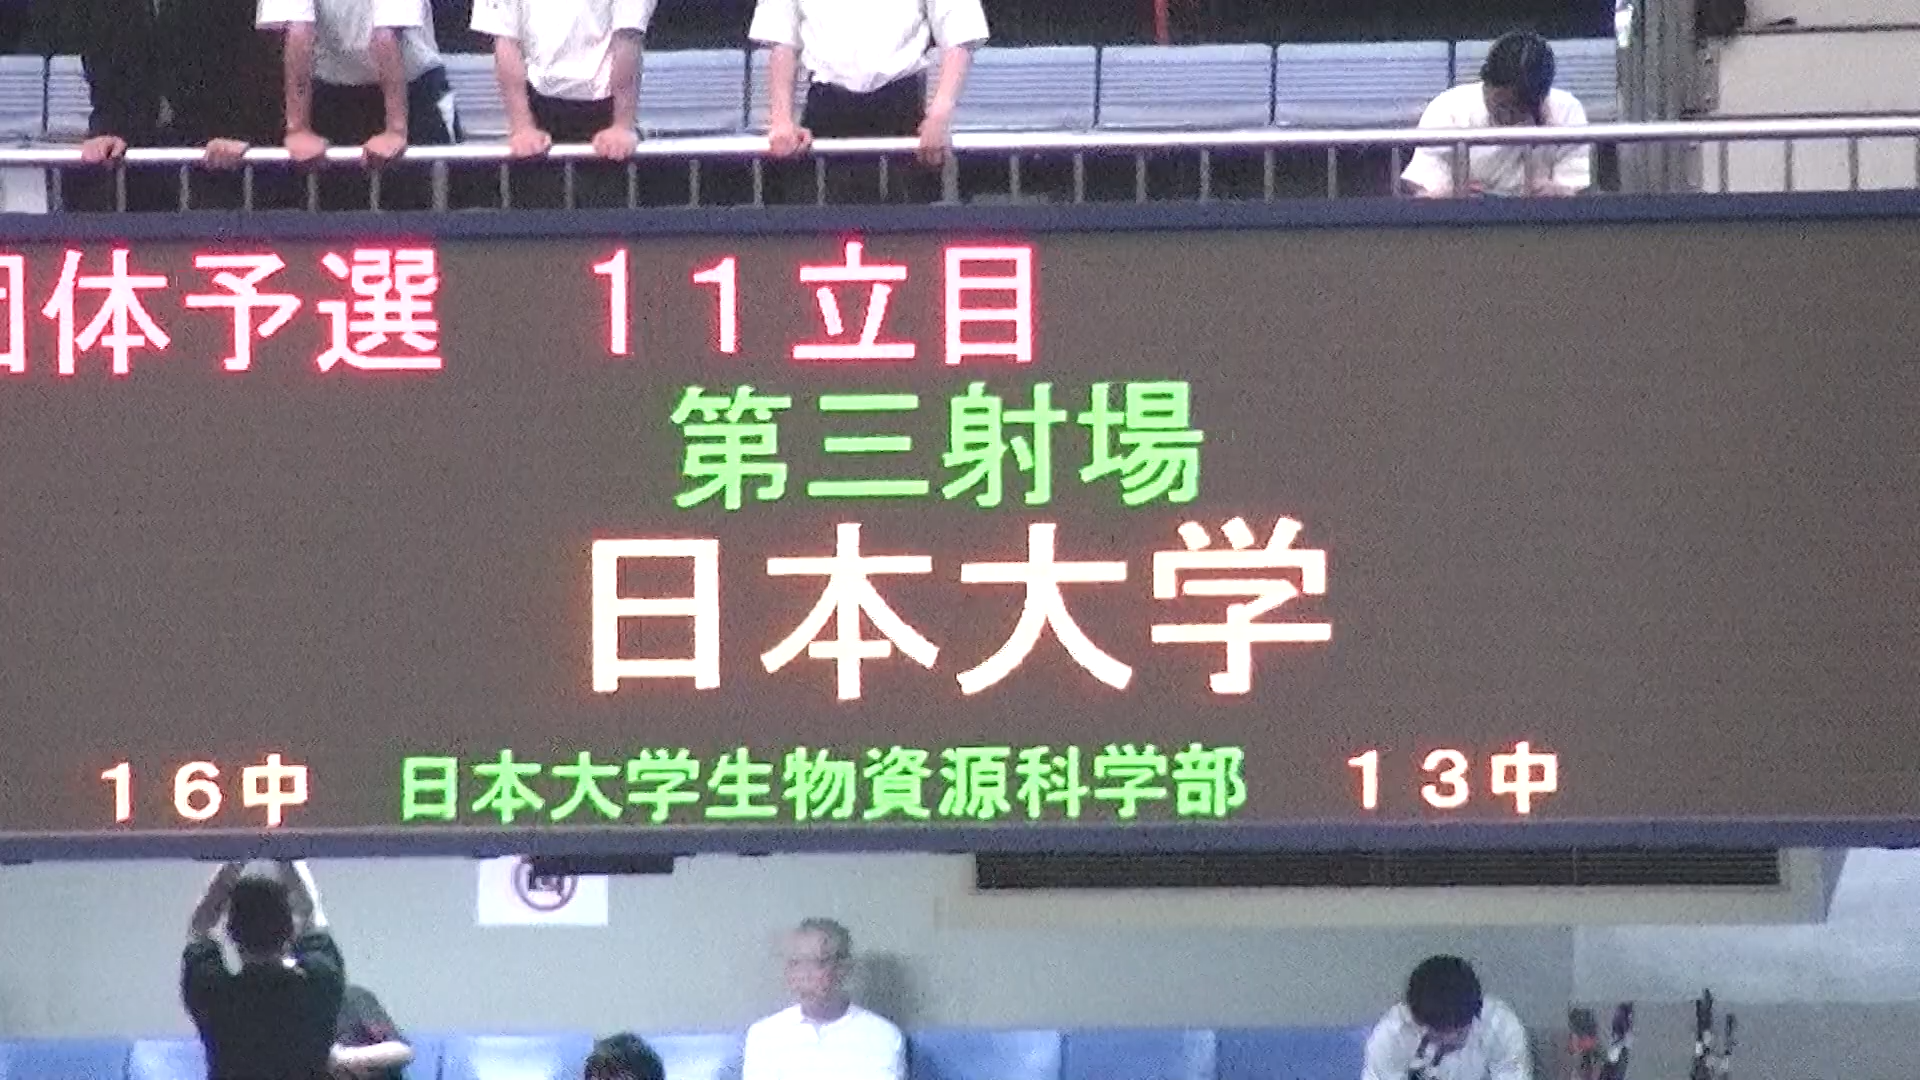 団体予選　１１立目
第三射場
日本大学
１６中　日本大学生物資源科学部　１３中